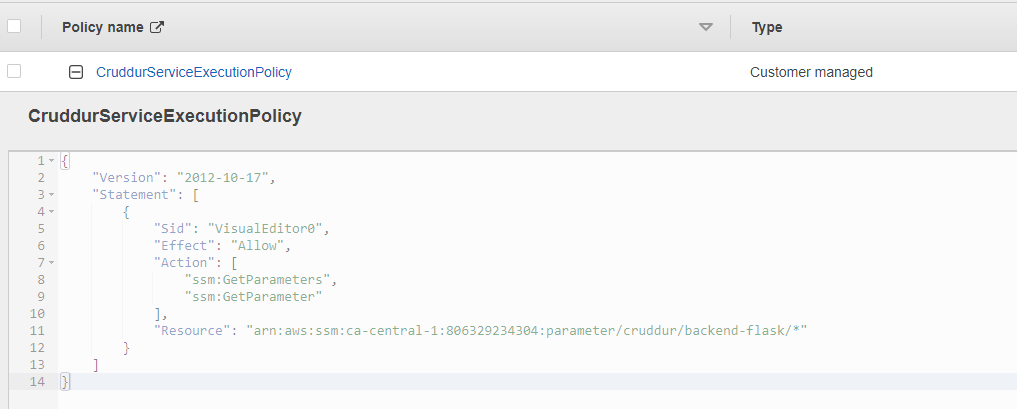 Policy name Type
CruddurServiceExecutionPolicy Customer managed
CruddurServiceExecutionPolicy
1 {
2 "Version": "2012-10-17",
3 "Statement": [
4 {
5 "Sid": "VisualEditor0",
6 "Effect": "Allow",
7 "Action": [
8 "ssm:GetParameters",
9 "ssm:GetParameter"
10 ],
11 "Resource": "arn:aws:ssm:ca-central-1:806329234304:parameter/cruddur/backend-flask/*"
12 }
13 ]
14 }